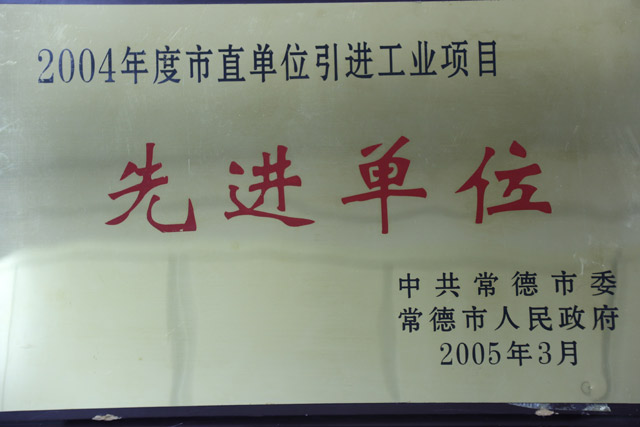 2004年度市直单位引进工业项目
先进单位
中共常德市委
常德市人民政府
2005年3月